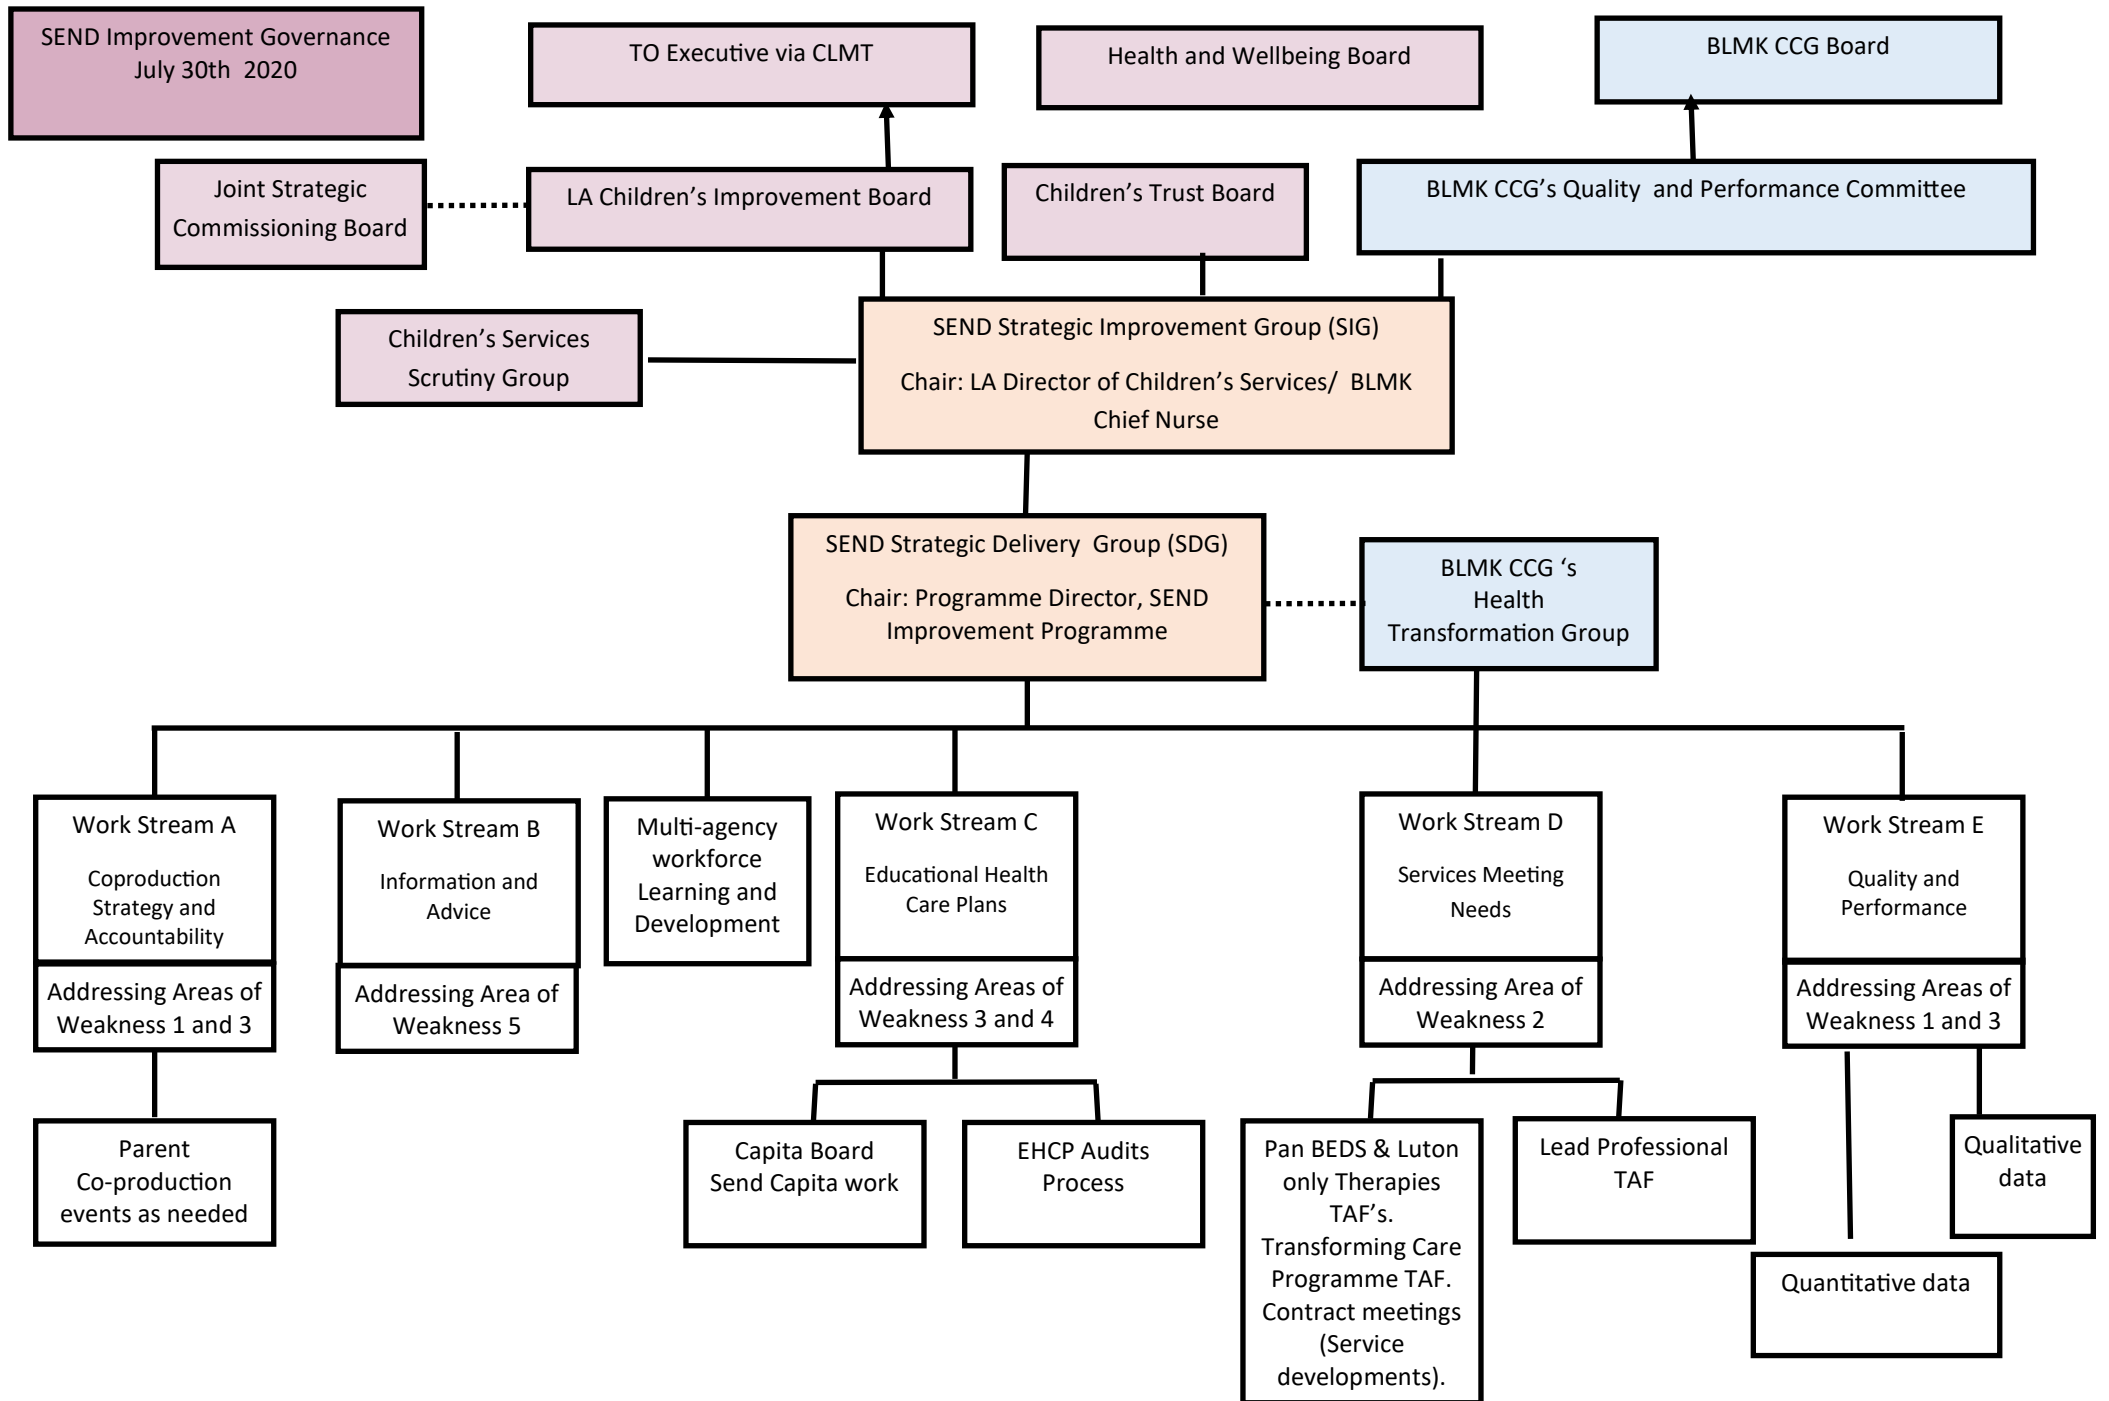 SEND Improvement Governance
July 30th 2020
TO Executive via CLMT
Health and Wellbeing Board
BLMK CCG Board
Joint Strategic
Commissioning Board
LA Children’s Improvement Board
Children’s Trust Board
BLMK CCG’s Quality and Performance Committee
Children’s Services
Scrutiny Group
SEND Strategic Improvement Group (SIG)
Chair: LA Director of Children’s Services/ BLMK
Chief Nurse
SEND Strategic Delivery Group (SDG)
Chair: Programme Director, SEND
Improvement Programme
BLMK CCG ‘s
Health
Transformation Group
Work Stream A
Coproduction
Strategy and
Accountability
Addressing Areas of
Weakness 1 and 3
Parent
Co-production
events as needed
Work Stream B
Information and
Advice
Addressing Area of
Weakness 5
Multi-agency
workforce
Learning and
Development
Work Stream C
Educational Health
Care Plans
Addressing Areas of
Weakness 3 and 4
Capita Board
Send Capita work
EHCP Audits
Process
Work Stream D
Services Meeting
Needs
Addressing Area of
Weakness 2
Pan BEDS & Luton
only Therapies
TAF’s.
Transforming Care
Programme TAF.
Contract meetings
(Service
developments).
Lead Professional
TAF
Work Stream E
Quality and
Performance
Addressing Areas of
Weakness 1 and 3
Quantitative data
Qualitative
data